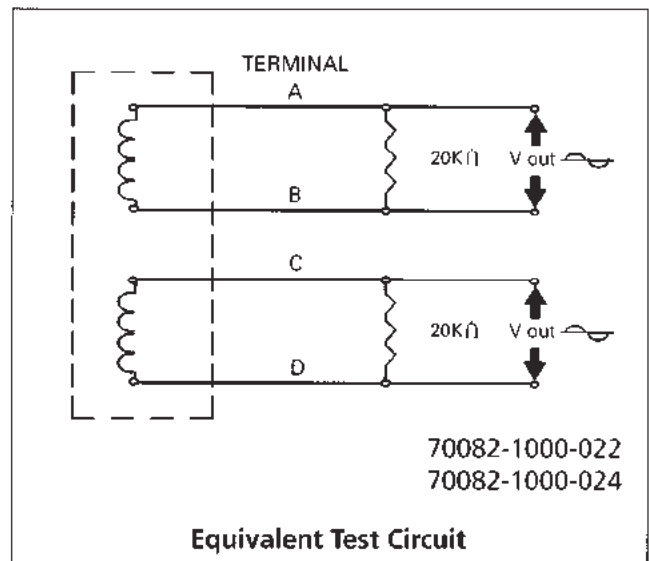 TERMINAL
A
20KΩ V out
B
C
20KΩ V out
D
70082-1000-022
70082-1000-024
Equivalent Test Circuit